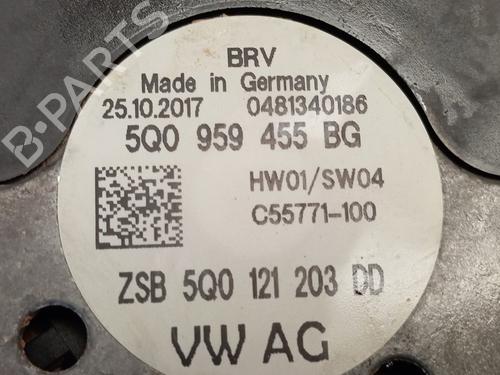 B-PARTS
BRV
Made in Germany
25.10.2017 0481340186
5Q0 959 455 BG
HW01/SW04
C55771-100
ZSB 5Q0 121 203 DD
VW AG